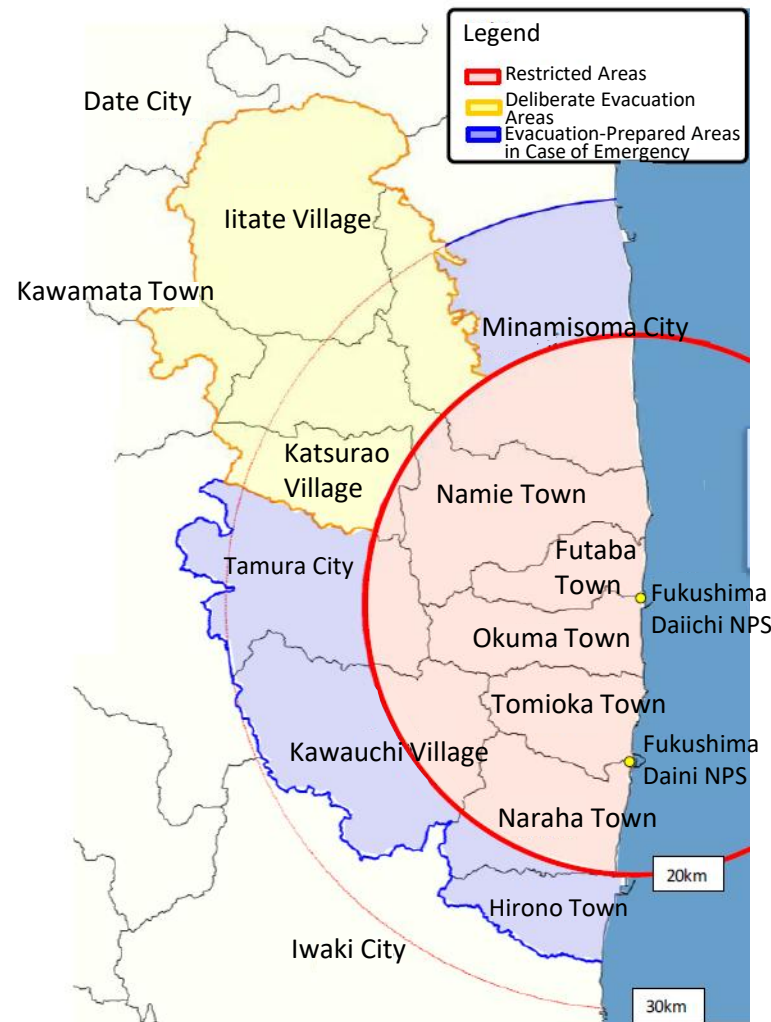 Legend
Restricted Areas
Deliberate Evacuation
Areas
Evacuation-Prepared Areas
in Case of Emergency
Date City
Iitate Village
Kawamata Town
Minamisoma City
Katsurao
Village
Namie Town
Futaba
Town
Tamura City
Fukushima
Daiichi NPS
Okuma Town
Tomioka Town
Kawauchi Village
Fukushima
Daini NPS
Naraha Town
20km
Hirono Town
Iwaki City
30km